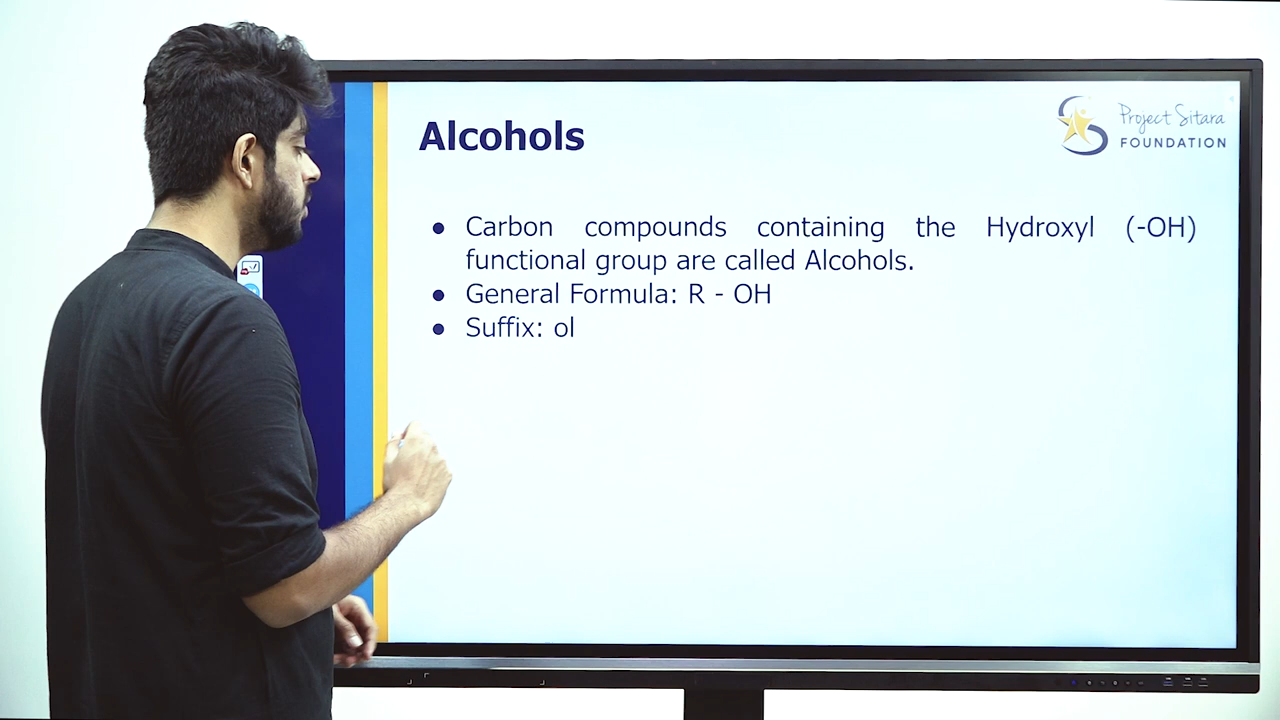 Alcohols
Project Sitara
FOUNDATION
● Carbon compounds containing the Hydroxyl (-OH)
functional group are called Alcohols.
● General Formula: R - OH
● Suffix: ol